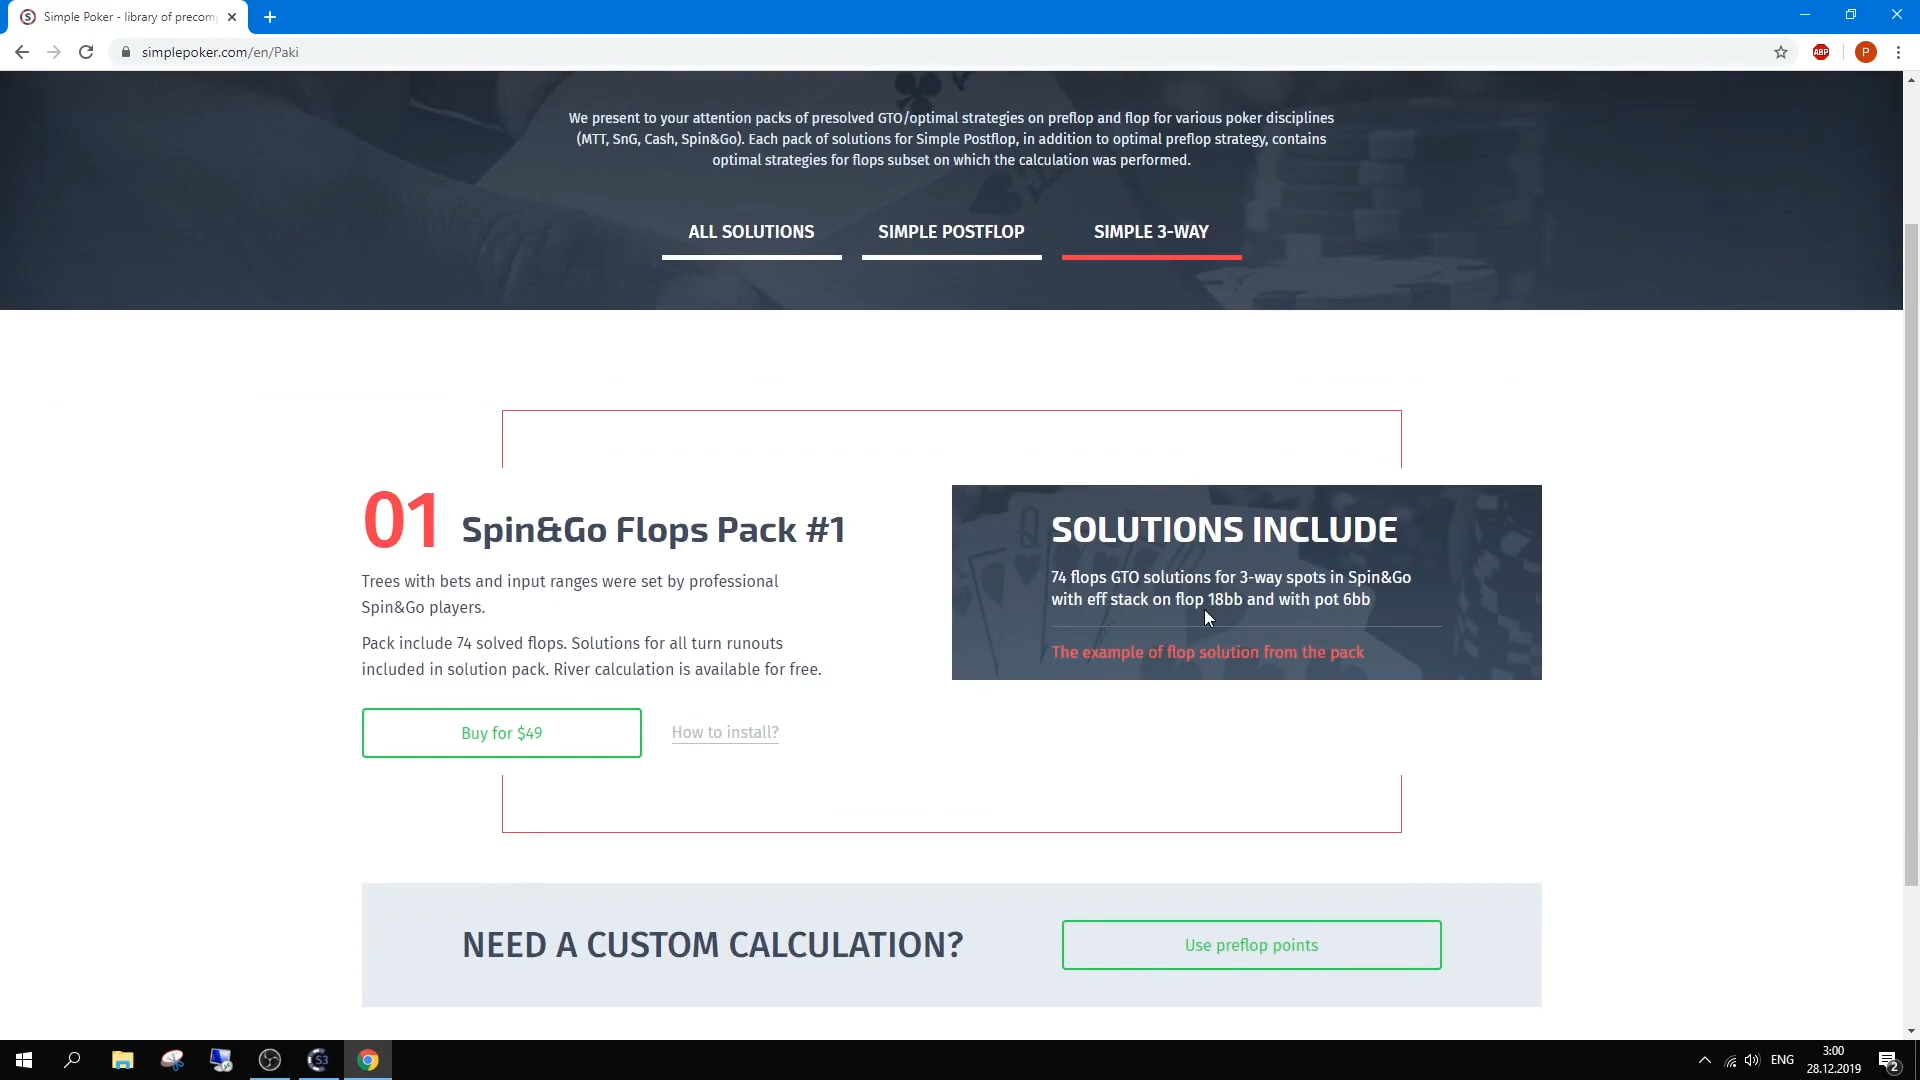 Simple Poker - library of precom
simplepoker.com/en/Paki
ABP
P
We present to your attention packs of presolved GTO/optimal strategies on preflop and flop for various poker disciplines
(MTT, SnG, Cash, Spin&Go). Each pack of solutions for Simple Postflop, in addition to optimal preflop strategy, contains
optimal strategies for flops subset on which the calculation was performed.
ALL SOLUTIONS
SIMPLE POSTFLOP
SIMPLE 3-WAY
01 Spin&Go Flops Pack #1
Trees with bets and input ranges were set by professional
Spin&Go players.
Pack include 74 solved flops. Solutions for all turn runouts
included in solution pack. River calculation is available for free.
Buy for $49
How to install?
SOLUTIONS INCLUDE
74 flops GTO solutions for 3-way spots in Spin&Go
with eff stack on flop 18bb and with pot 6bb
The example of flop solution from the pack
NEED A CUSTOM CALCULATION?
Use preflop points
S3
ENG
3:00
28.12.2019
2